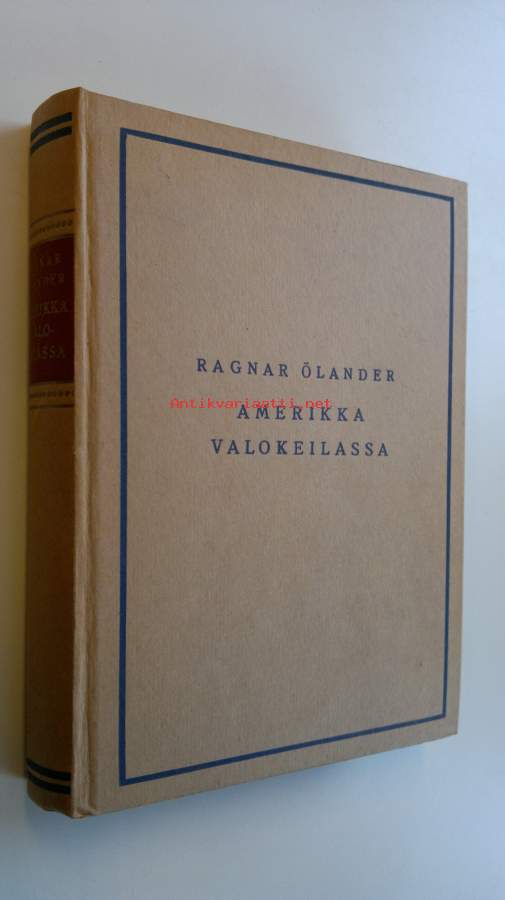 RAGNAR ÖLANDER
Antikvariaatti.net
AMERIKKA
VALOKEILASSA